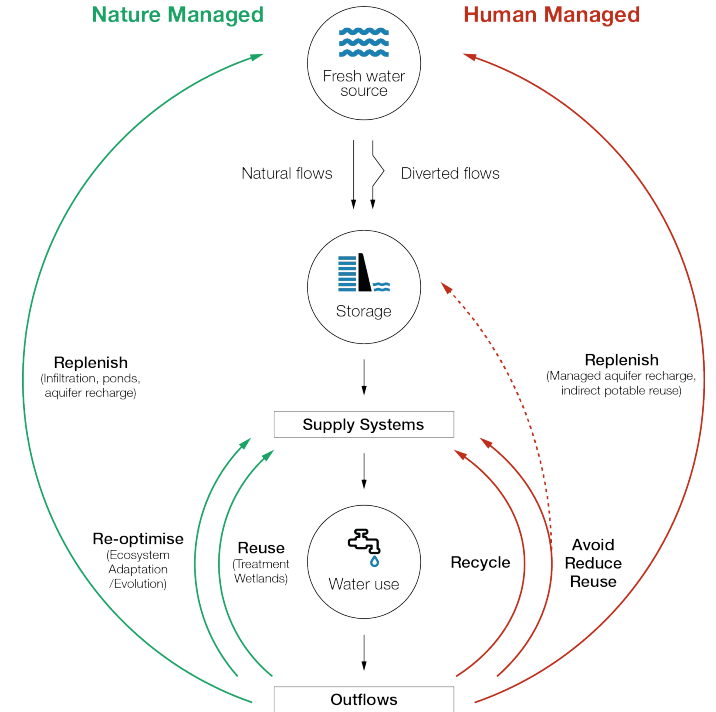 Nature Managed
Human Managed
Fresh water
source
Natural flows
Diverted flows
Storage
Replenish
(Infiltration, ponds,
aquifer recharge)
Replenish
(Managed aquifer recharge,
indirect potable reuse)
Supply Systems
Re-optimise
(Ecosystem
Adaptation
/Evolution)
Reuse
(Treatment
Wetlands)
Water use
Recycle
Avoid
Reduce
Reuse
Outflows